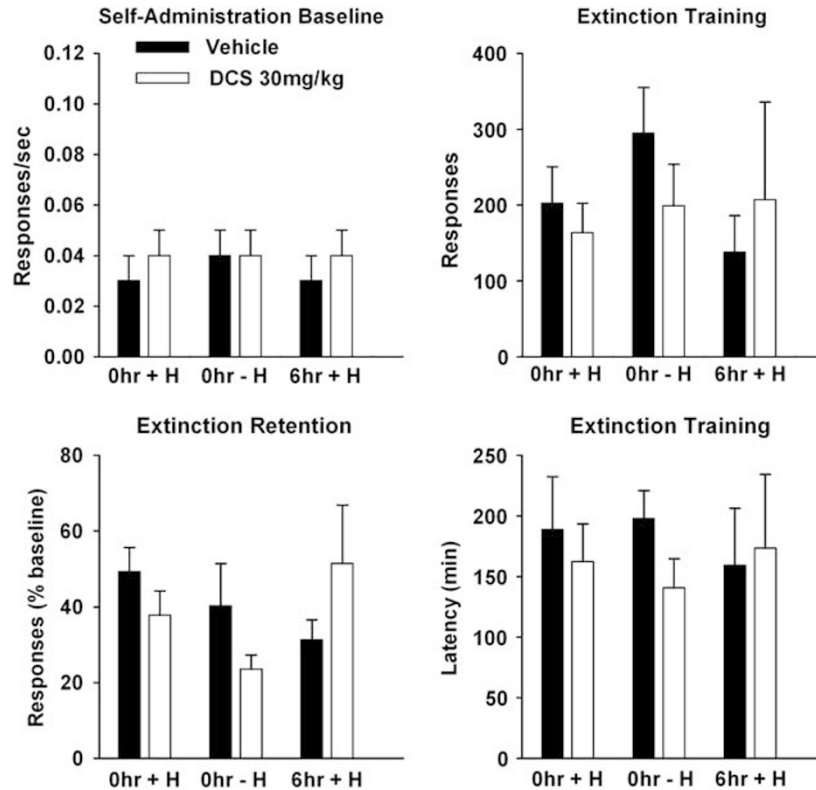 Self-Administration Baseline
Vehicle
DCS 30mg/kg
Responses/sec
0.12
0.10
0.08
0.06
0.04
0.02
0.00
0hr + H 0hr - H 6hr + H
Extinction Training
Responses
400
300
200
100
0
0hr + H 0hr - H 6hr + H
Extinction Retention
Responses (% baseline)
80
60
40
20
0
0hr + H 0hr - H 6hr + H
Extinction Training
Latency (min)
250
200
150
100
50
0
0hr + H 0hr - H 6hr + H